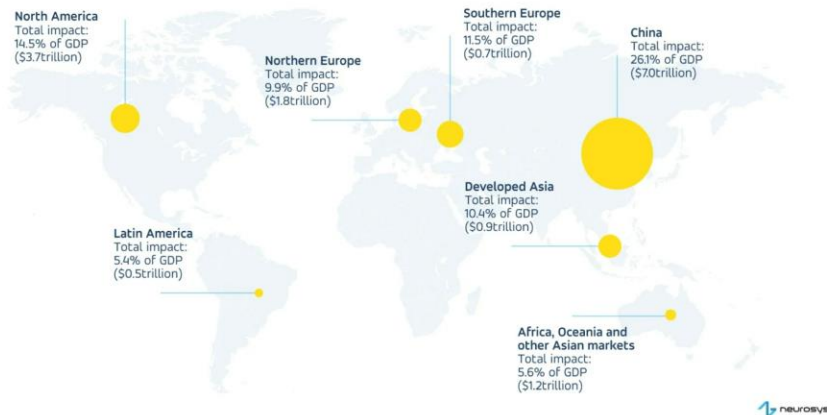 North America
Total impact:
14.5% of GDP
($3.7trillion)
Northern Europe
Total impact:
9.9% of GDP
($1.8trillion)
Southern Europe
Total impact:
11.5% of GDP
($0.7trillion)
China
Total impact:
26.1% of GDP
($7.0trillion)
Developed Asia
Total impact:
10.4% of GDP
($0.9trillion)
Latin America
Total impact:
5.4% of GDP
($0.5trillion)
Africa, Oceania and
other Asian markets
Total impact:
5.6% of GDP
($1.2trillion)
neurosys